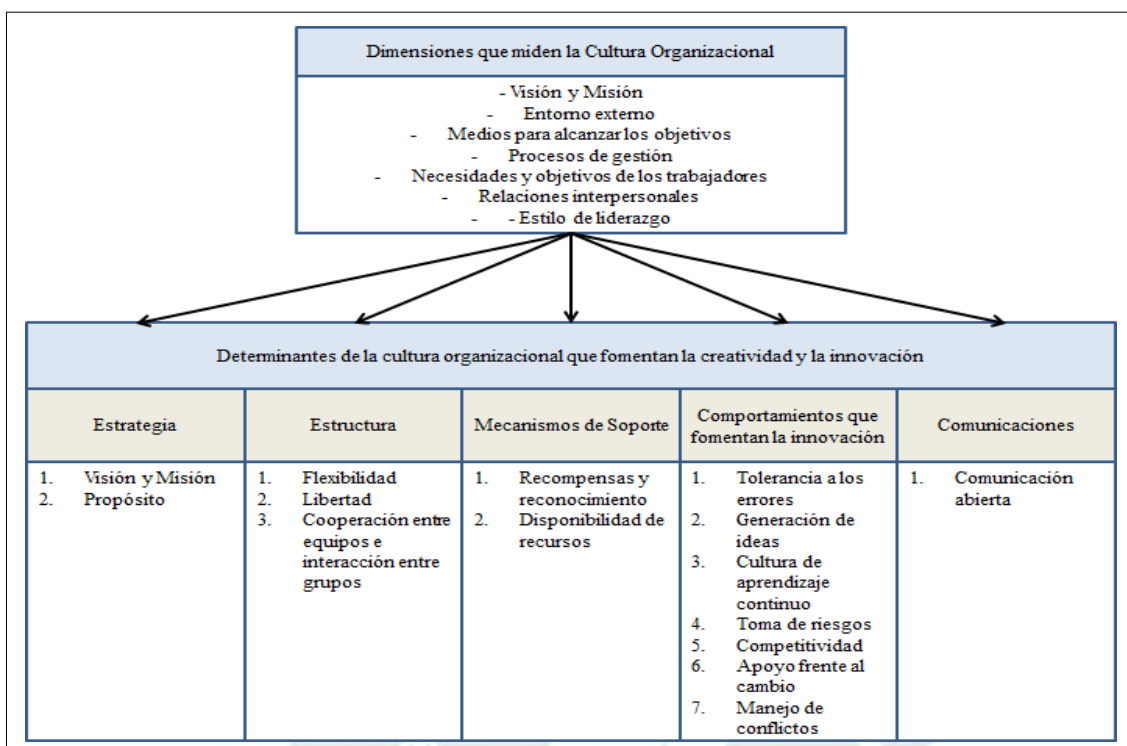 Dimensiones que miden la Cultura Organizacional
- Visión y Misión
- Entorno externo
- Medios para alcanzar los objetivos
- Procesos de gestión
- Necesidades y objetivos de los trabajadores
- Relaciones interpersonales
- - Estilo de liderazgo
Determinantes de la cultura organizacional que fomentan la creatividad y la innovación
Estrategia
1. Visión y Misión
2. Propósito
Estructura
1. Flexibilidad
2. Libertad
3. Cooperación entre
equipos e
interacción entre
grupos
Mecanismos de Soporte
1. Recompensas y
reconocimiento
2. Disponibilidad de
recursos
Comportamientos que
fomentan la innovación
1. Tolerancia a los
errores
2. Generación de
ideas
3. Cultura de
aprendizaje
continuo
4. Toma de riesgos
5. Competitividad
6. Apoyo frente al
cambio
7. Manejo de
conflictos
Comunicaciones
1. Comunicación
abierta